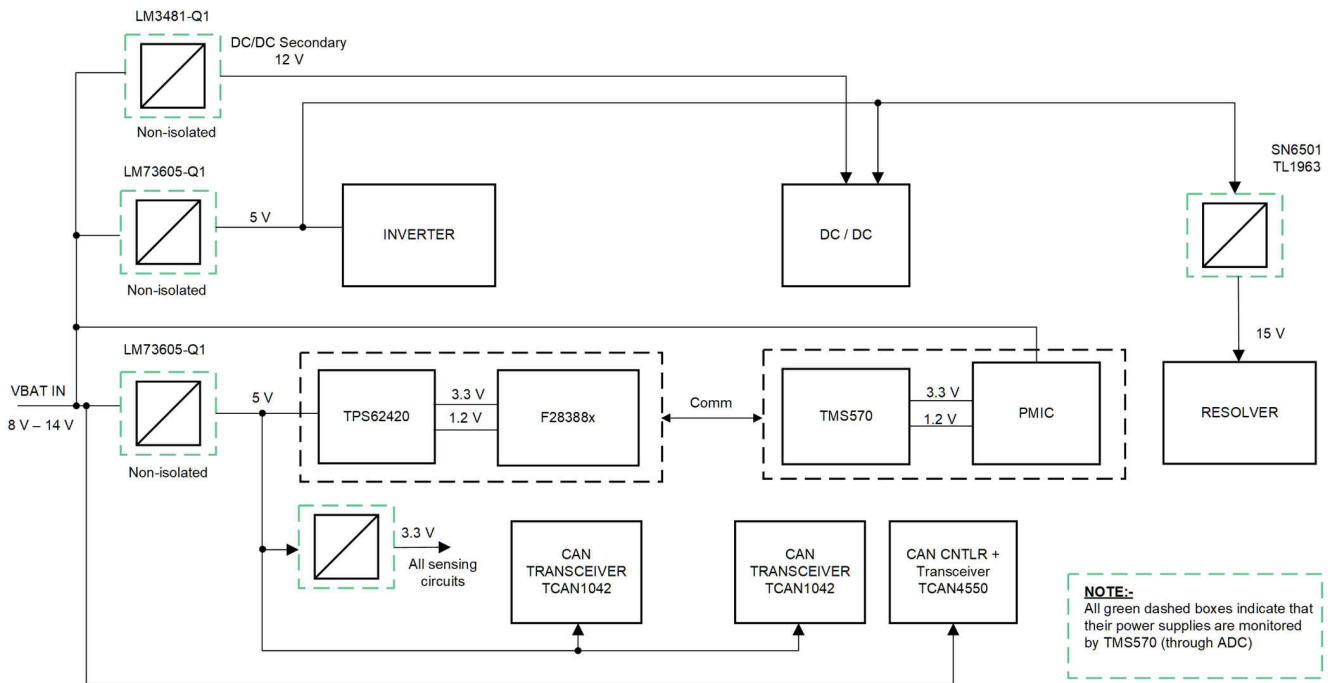 LM3481-Q1
DC/DC Secondary
12 V
Non-isolated
LM73605-Q1
5 V
Non-isolated
INVERTER
DC / DC
SN6501
TL1963
15 V
RESOLVER
LM73605-Q1
VBAT IN
8 V – 14 V
5 V
Non-isolated
TPS62420
3.3 V
1.2 V
F28388x
Comm
TMS570
3.3 V
1.2 V
PMIC
3.3 V
All sensing
circuits
CAN
TRANSCEIVER
TCAN1042
CAN
TRANSCEIVER
TCAN1042
CAN CNTLR +
Transceiver
TCAN4550
NOTE:-
All green dashed boxes indicate that
their power supplies are monitored
by TMS570 (through ADC)